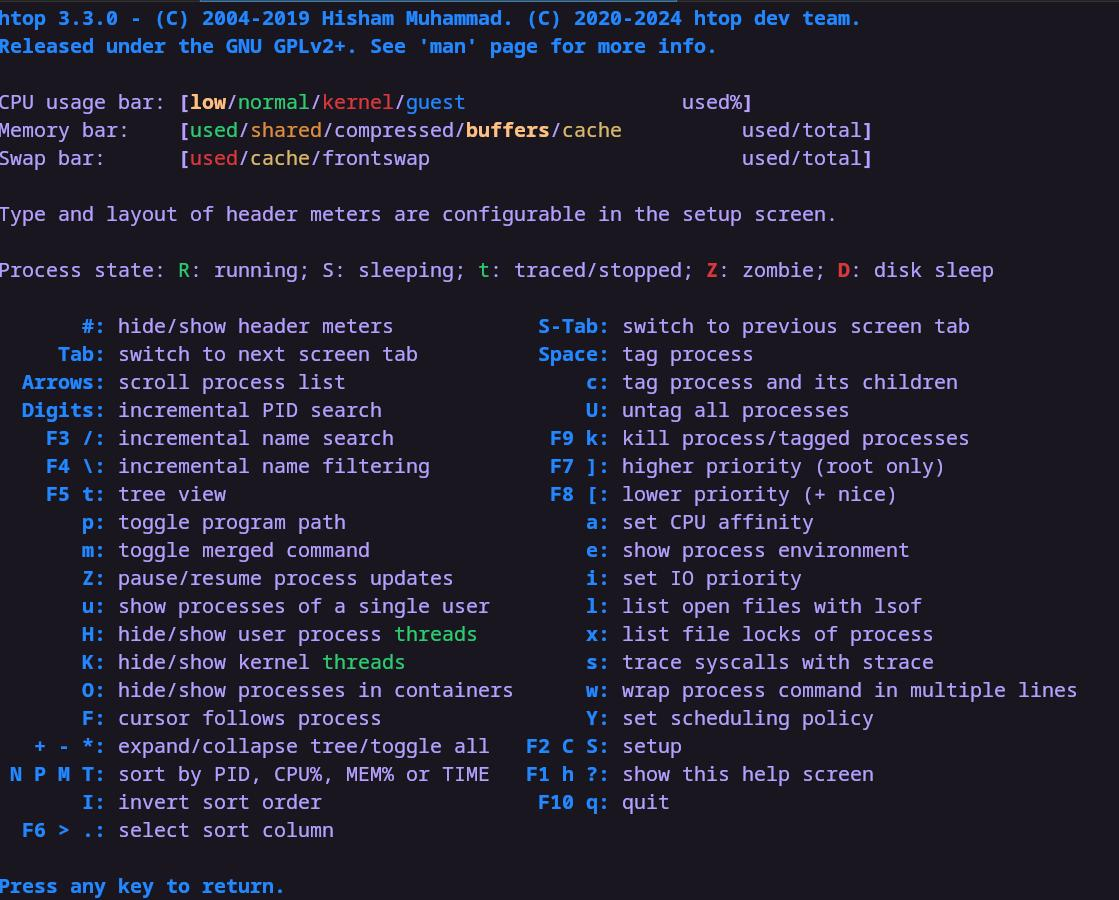 htop 3.3.0 - (C) 2004-2019 Hisham Muhammad. (C) 2020-2024 htop dev team.
Released under the GNU GPLv2+. See 'man' page for more info.
CPU usage bar: [low/normal/kernel/guest used%]
Memory bar: [used/shared/compressed/buffers/cache used/total]
Swap bar: [used/cache/frontswap used/total]
Type and layout of header meters are configurable in the setup screen.
Process state: R: running; S: sleeping; t: traced/stopped; Z: zombie; D: disk sleep
#: hide/show header meters S-Tab: switch to previous screen tab
Tab: switch to next screen tab Space: tag process
Arrows: scroll process list c: tag process and its children
Digits: incremental PID search U: untag all processes
F3 /: incremental name search F9 k: kill process/tagged processes
F4 \: incremental name filtering F7 ]: higher priority (root only)
F5 t: tree view F8 [: lower priority (+ nice)
p: toggle program path a: set CPU affinity
m: toggle merged command e: show process environment
Z: pause/resume process updates i: set IO priority
u: show processes of a single user l: list open files with lsof
H: hide/show user process threads x: list file locks of process
K: hide/show kernel threads s: trace syscalls with strace
O: hide/show processes in containers w: wrap process command in multiple lines
F: cursor follows process Y: set scheduling policy
+ - *: expand/collapse tree/toggle all F2 C S: setup
N P M T: sort by PID, CPU%, MEM% or TIME F1 h ?: show this help screen
I: invert sort order F10 q: quit
F6 > .: select sort column
Press any key to return.